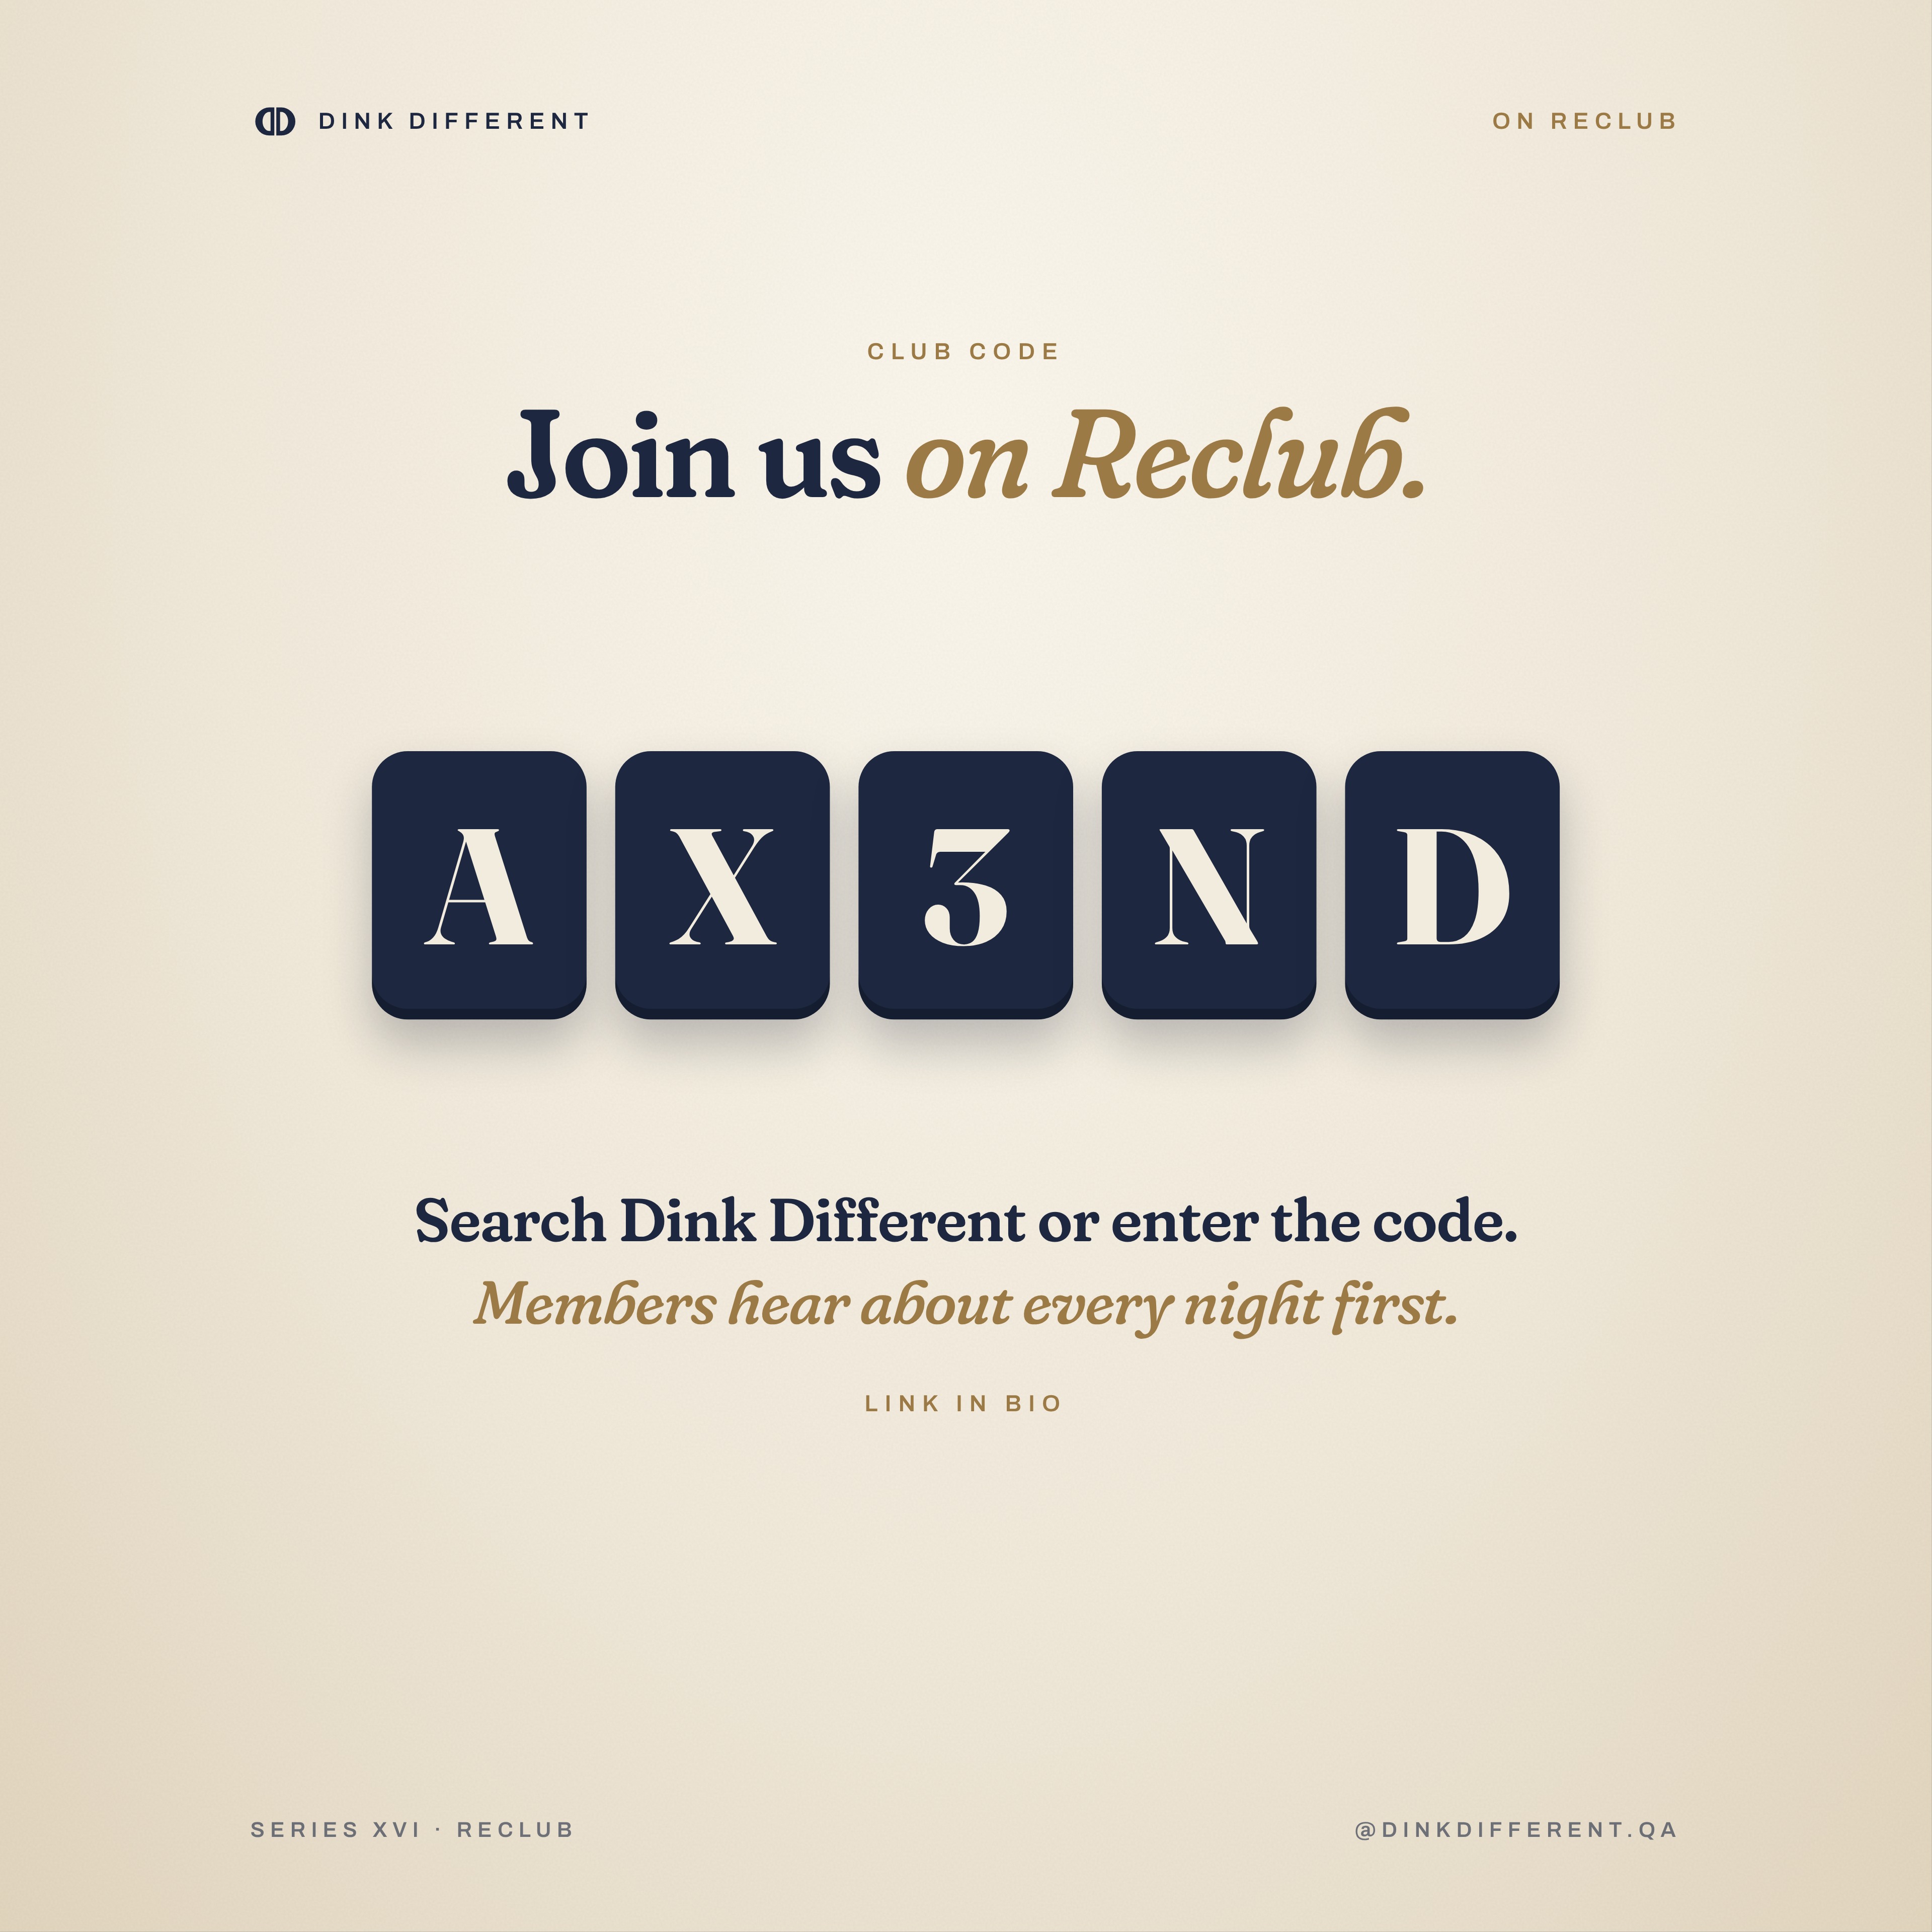 DINK DIFFERENT
ON RECLUB
CLUB CODE
Join us on Reclub.
AX3ND
Search Dink Different or enter the code.
Members hear about every night first.
LINK IN BIO
SERIES XVI · RECLUB
@DINKDIFFERENT.QA